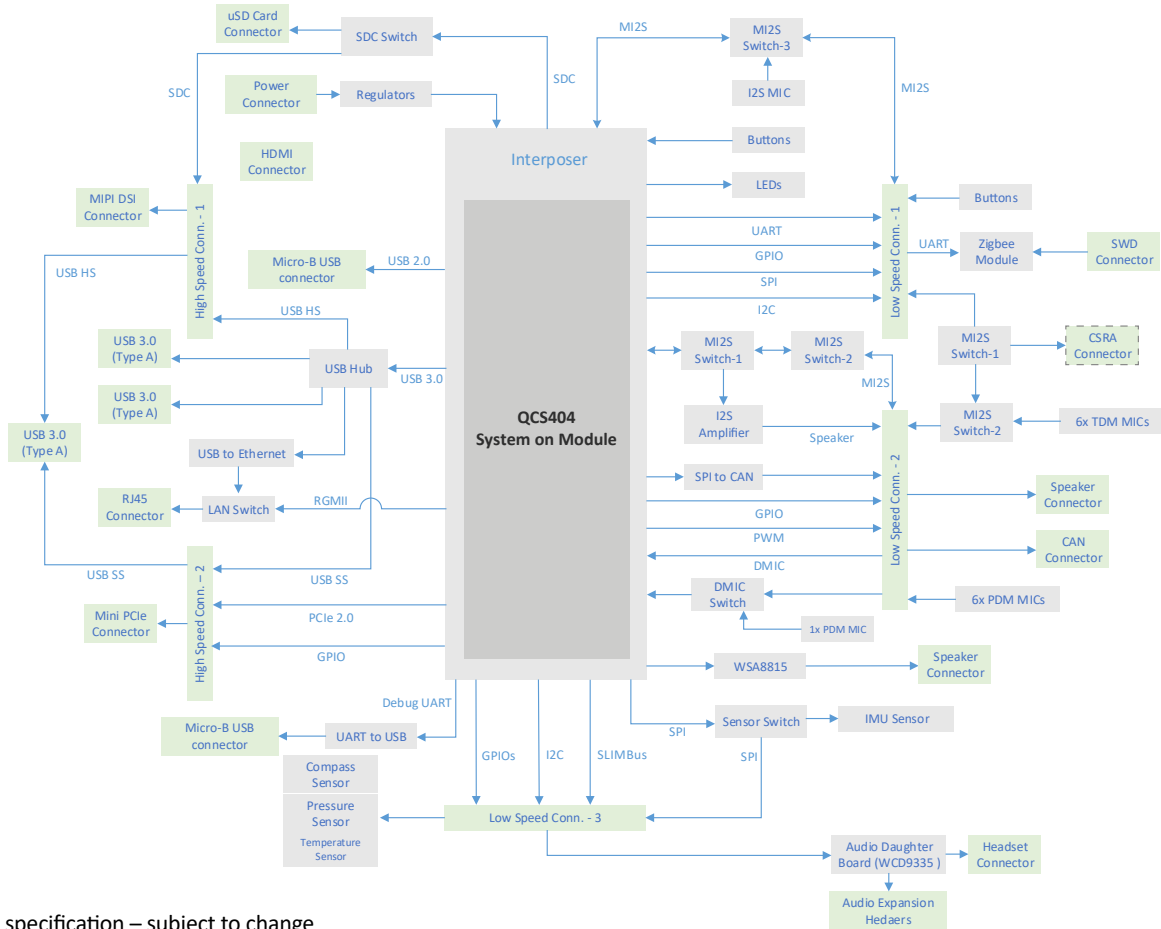 uSD Card
Connector
SDC Switch
MI2S
MI2S
Switch-3
SDC
SDC
Power
Connector
Regulators
I2S MIC
MI2S
HDMI
Connector
Interposer
Buttons
LEDs
MIPI DSI
Connector
High Speed Conn. - 1
Low Speed Conn. - 1
Buttons
UART
UART
Zigbee
Module
SWD
Connector
GPIO
SPI
I2C
Micro-B USB
connector
USB 2.0
USB HS
USB HS
USB 3.0
(Type A)
USB Hub
USB 3.0
USB 3.0
(Type A)
USB 3.0
(Type A)
QCS404
System on Module
MI2S
Switch-1
MI2S
Switch-2
MI2S
MI2S
Switch-1
CSRA
Connector
I2S
Amplifier
Speaker
MI2S
Switch-2
6x TDM MICs
USB to Ethernet
RJ45
Connector
LAN Switch
RGMII
SPI to CAN
Low Speed Conn. - 2
Speaker
Connector
GPIO
PWM
CAN
Connector
DMIC
DMIC
Switch
6x PDM MICs
1x PDM MIC
USB SS
USB SS
High Speed Conn. – 2
Mini PCIe
Connector
PCIe 2.0
GPIO
WSA8815
Speaker
Connector
Debug UART
Micro-B USB
connector
UART to USB
SPI
Sensor Switch
IMU Sensor
GPIOs
I2C
SLIMBus
SPI
Compass
Sensor
Pressure
Sensor
Temperature
Sensor
Low Speed Conn. - 3
Audio Daughter
Board (WCD9335 )
Headset
Connector
Audio Expansion
Hedaers
specification – subject to change